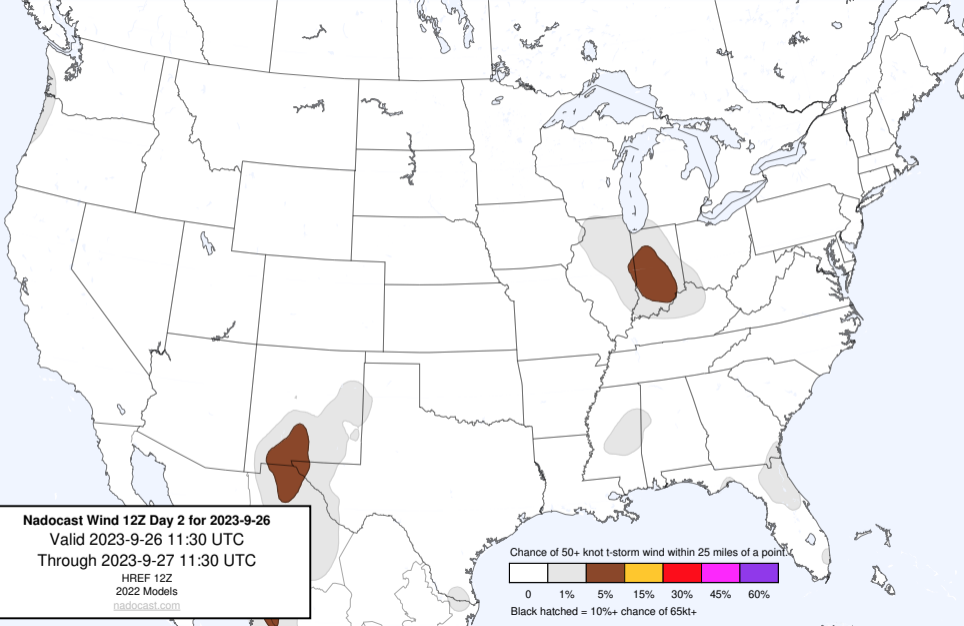 Nadocast Wind 12Z Day 2 for 2023-9-26
Valid 2023-9-26 11:30 UTC
Through 2023-9-27 11:30 UTC
HREF 12Z
2022 Models
nadocast.com
Chance of 50+ knot t-storm wind within 25 miles of a point.
0 1% 5% 15% 30% 45% 60%
Black hatched = 10%+ chance of 65kt+